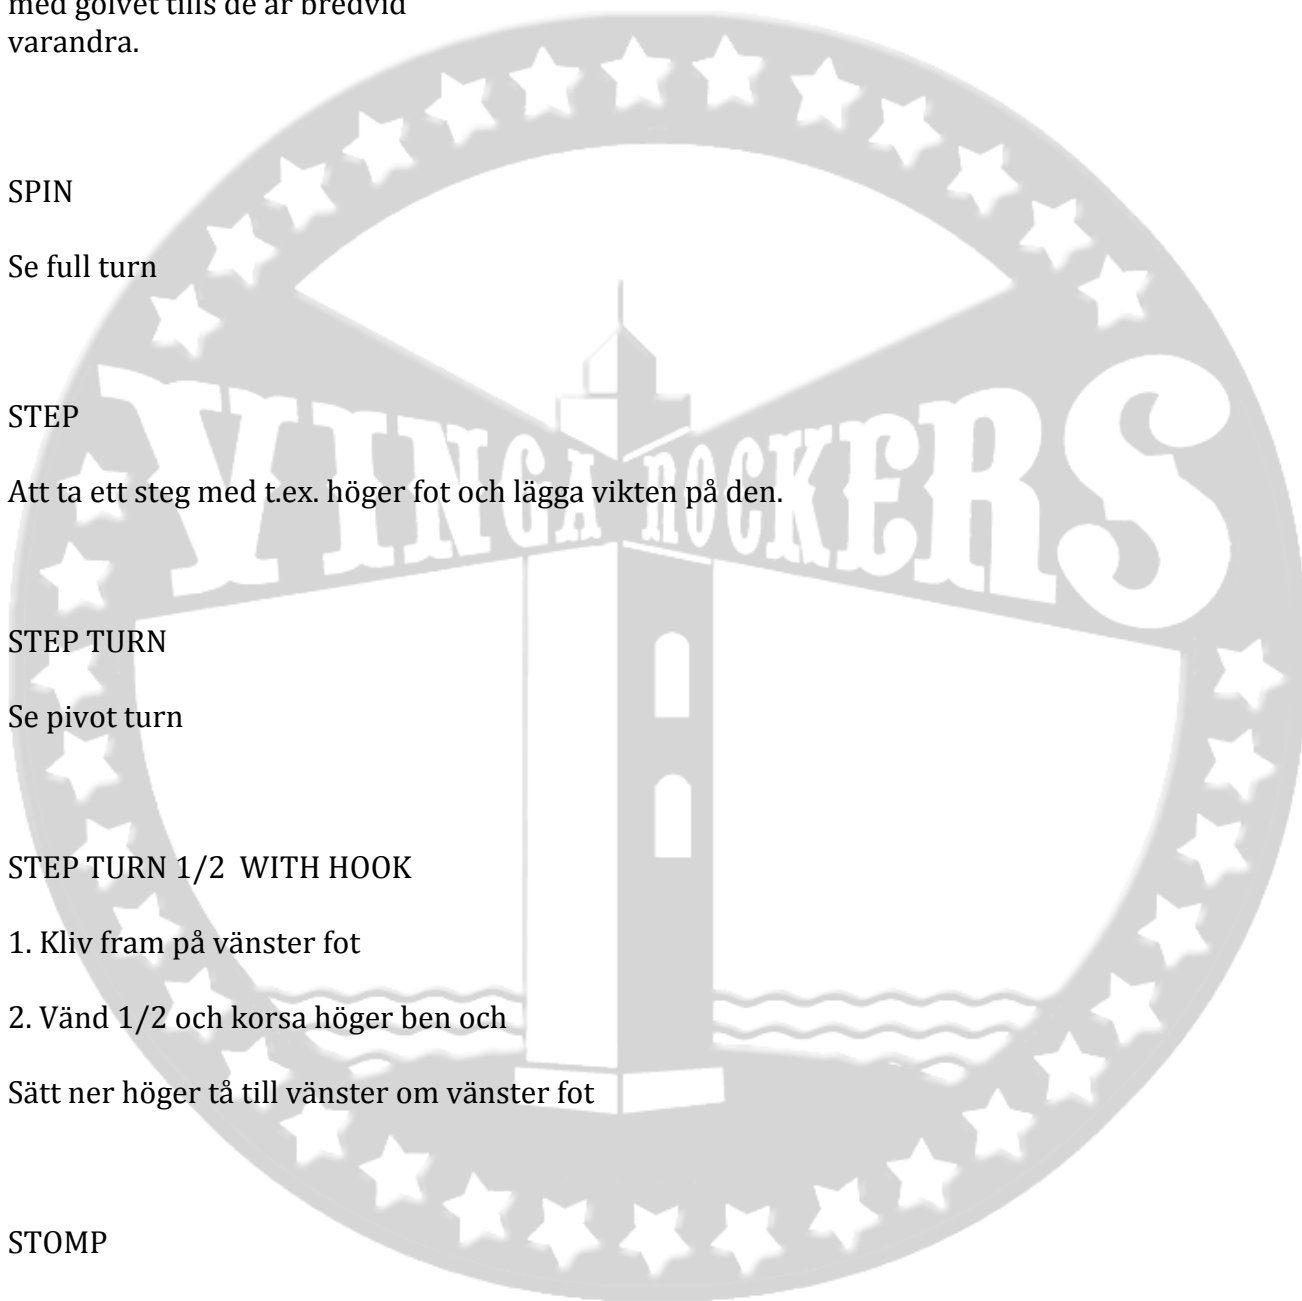 med golvet tills de är bredvid
varandra.
SPIN
Se full turn
STEP
VINGA ROCKERS
Att ta ett steg med t.ex. höger fot och lägga vikten på den.
STEP TURN
Se pivot turn
STEP TURN 1/2  WITH HOOK
1. Kliv fram på vänster fot
2. Vänd 1/2 och korsa höger ben och
Sätt ner höger tå till vänster om vänster fot
STOMP